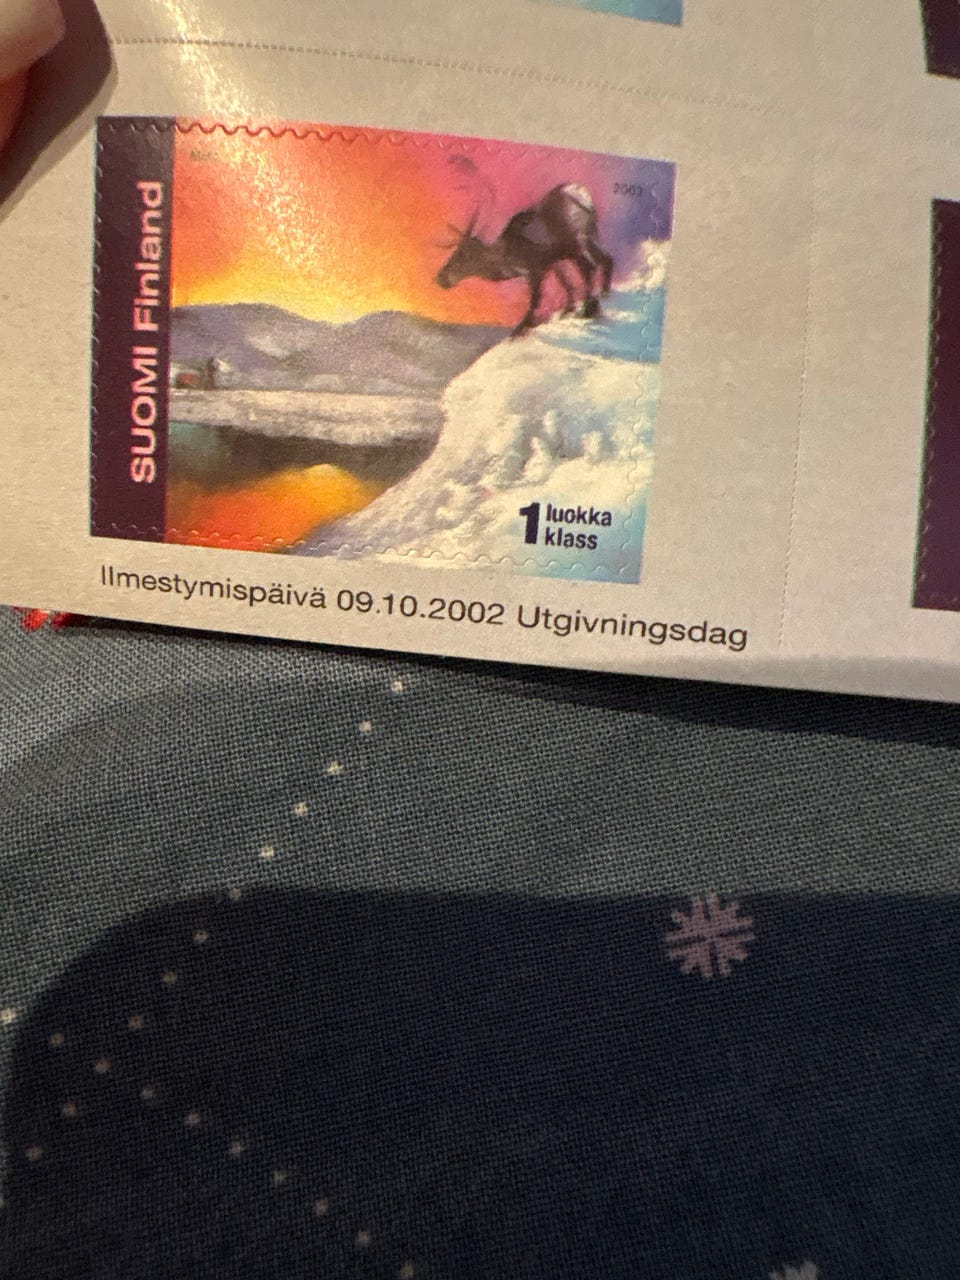 SUOMI Finland
2002
1 luokka
klass
Ilmestymispäivä 09.10.2002 Utgivningsdag